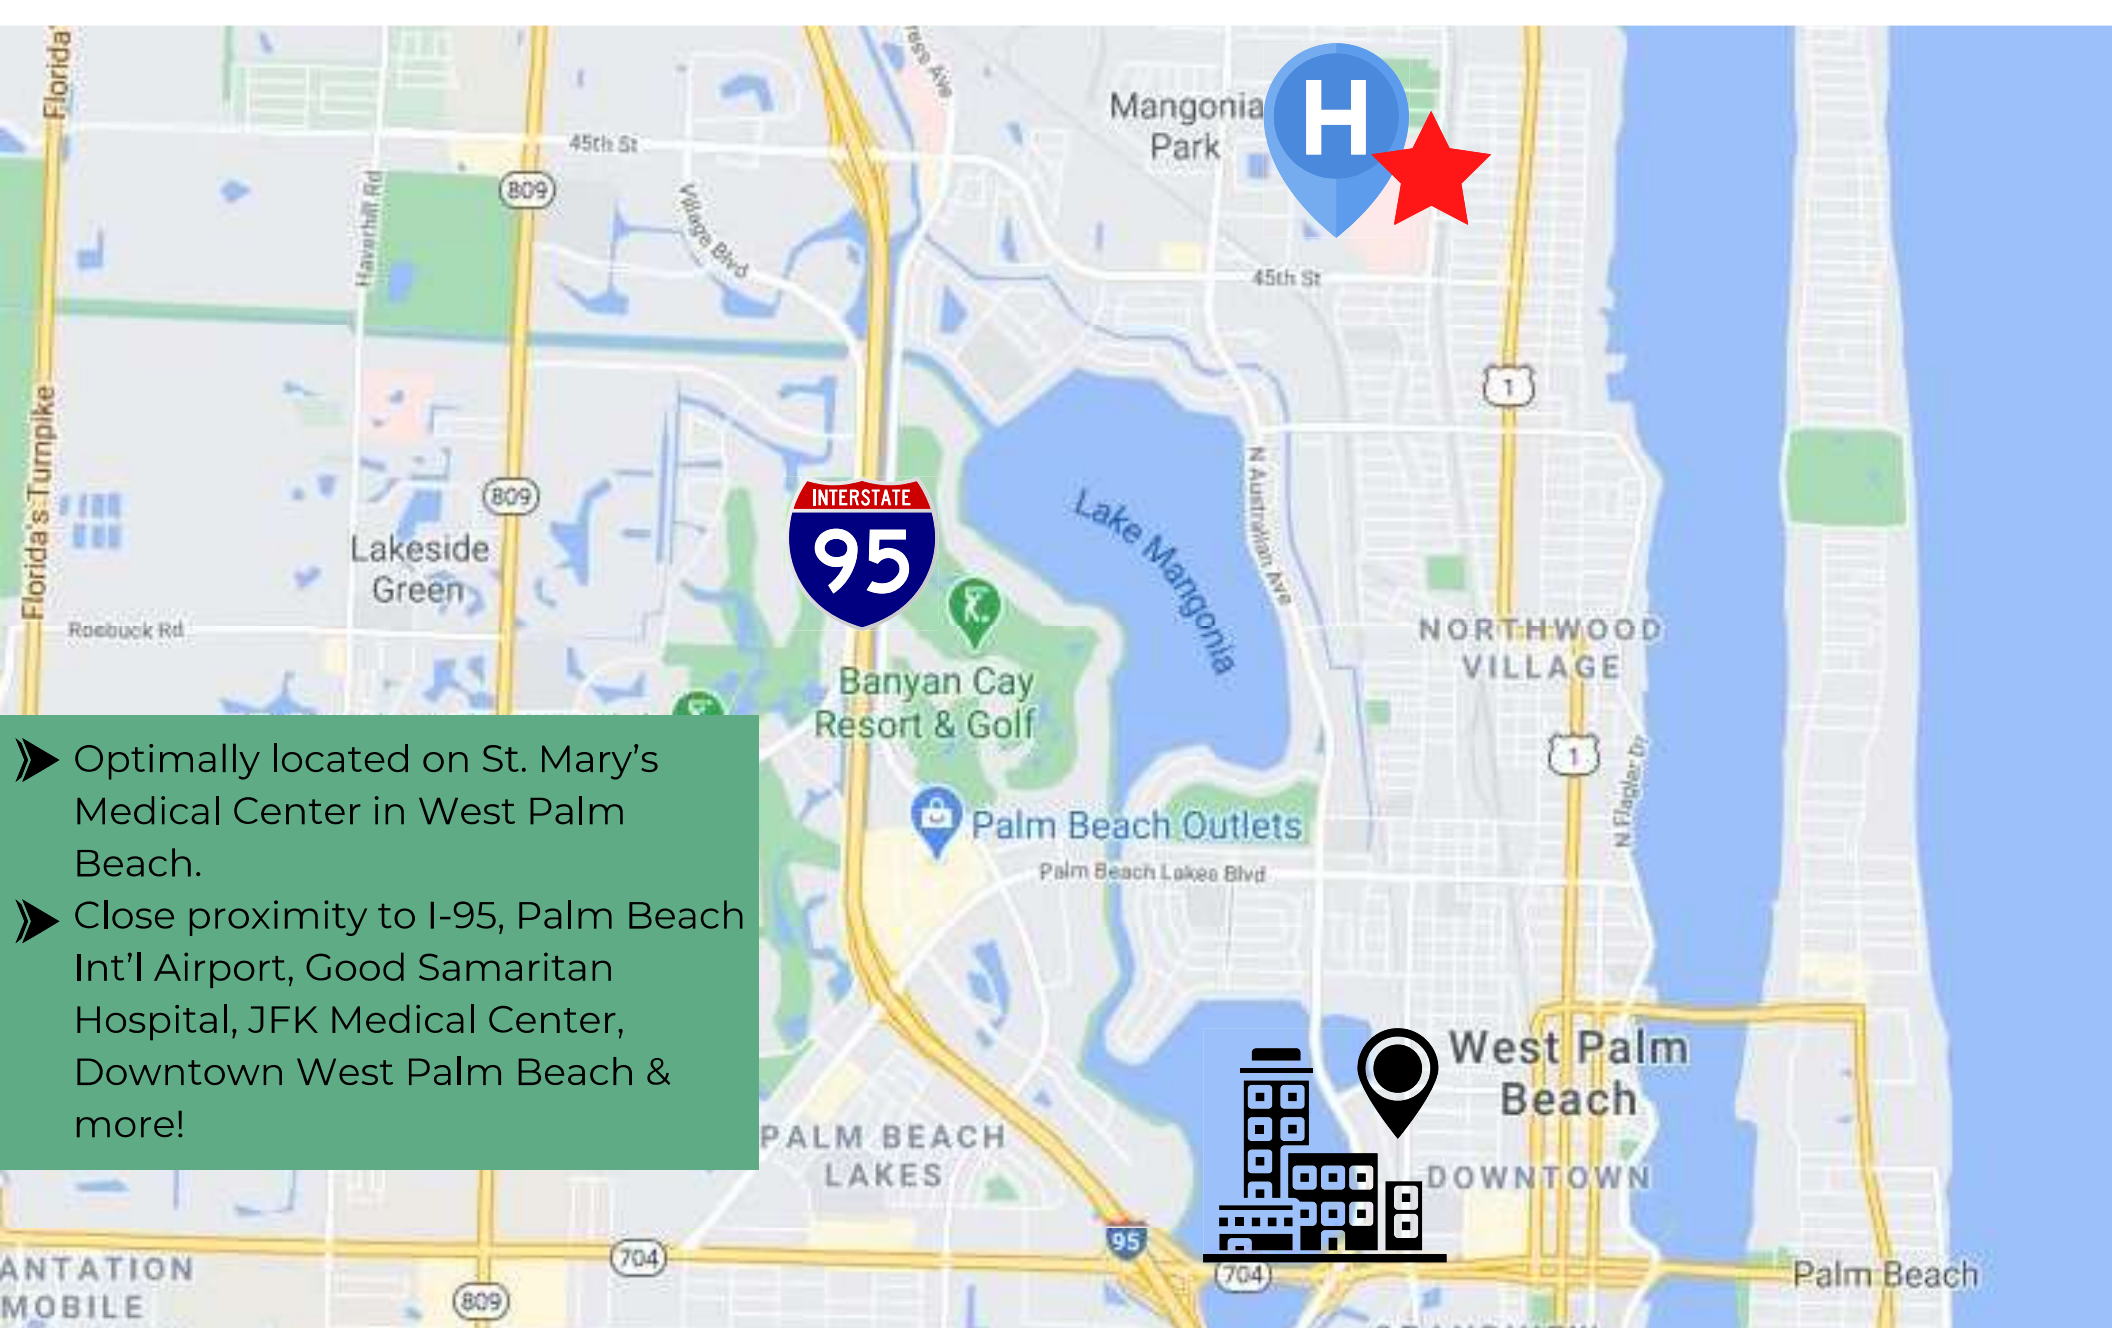 Florida'
ress Ave
Mangonia
Park
H
45th St
809
Haverhill Rd
Village Blvd
45th St
1
Florida's Turnpike
809
INTERSTATE
95
Lake Mangonia
N Australian Ave
Lakeside
Green
Roebuck Rd
NORTHWOOD
VILLAGE
Banyan Cay
Resort & Golf
1
N Flagler Dr
Palm Beach Outlets
Palm Beach Lakes Blvd
Optimally located on St. Mary's
Medical Center in West Palm
Beach.
Close proximity to I-95, Palm Beach
Int'l Airport, Good Samaritan
Hospital, JFK Medical Center,
Downtown West Palm Beach &
more!
West Palm
Beach
PALM BEACH
LAKES
DOWNTOWN
95
704
704
Palm Beach
ANTATION
MOBILE
809